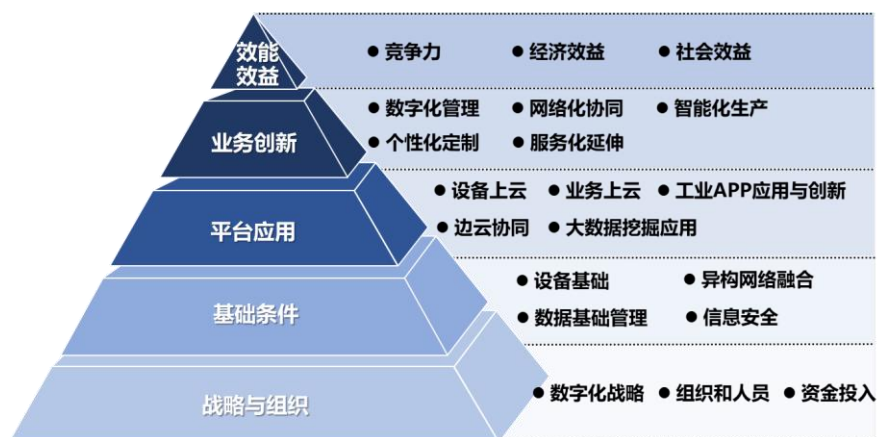 效能
效益
● 竞争力 ● 经济效益 ● 社会效益
业务创新
● 数字化管理 ● 网络化协同 ● 智能化生产
● 个性化定制 ● 服务化延伸
平台应用
● 设备上云 ● 业务上云 ● 工业APP应用与创新
● 边云协同 ● 大数据挖掘应用
基础条件
● 设备基础 ● 异构网络融合
● 数据基础管理 ● 信息安全
战略与组织
● 数字化战略 ● 组织和人员 ● 资金投入